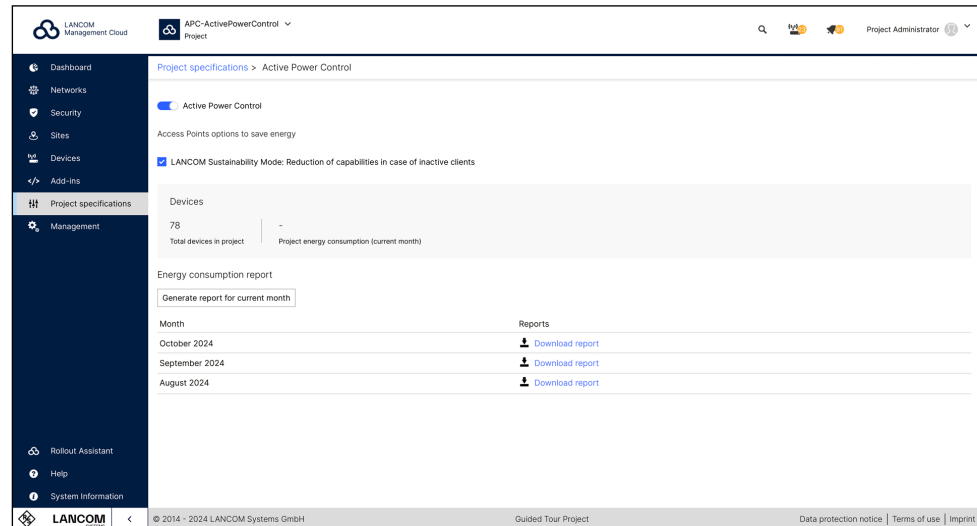 LANCOM
Management Cloud
APC-ActivePowerControl
Project
Project Administrator
Dashboard
Networks
Security
Sites
Devices
Add-ins
Project specifications
Management
Rollout Assistant
Help
System Information
LANCOM
SYSTEMS
Project specifications > Active Power Control
Active Power Control
Access Points options to save energy
LANCOM Sustainability Mode: Reduction of capabilities in case of inactive clients
Devices
78 -
Total devices in project Project energy consumption (current month)
Energy consumption report
Generate report for current month
Month Reports
October 2024 Download report
September 2024 Download report
August 2024 Download report
© 2014 - 2024 LANCOM Systems GmbH Guided Tour Project Data protection notice | Terms of use | Imprint